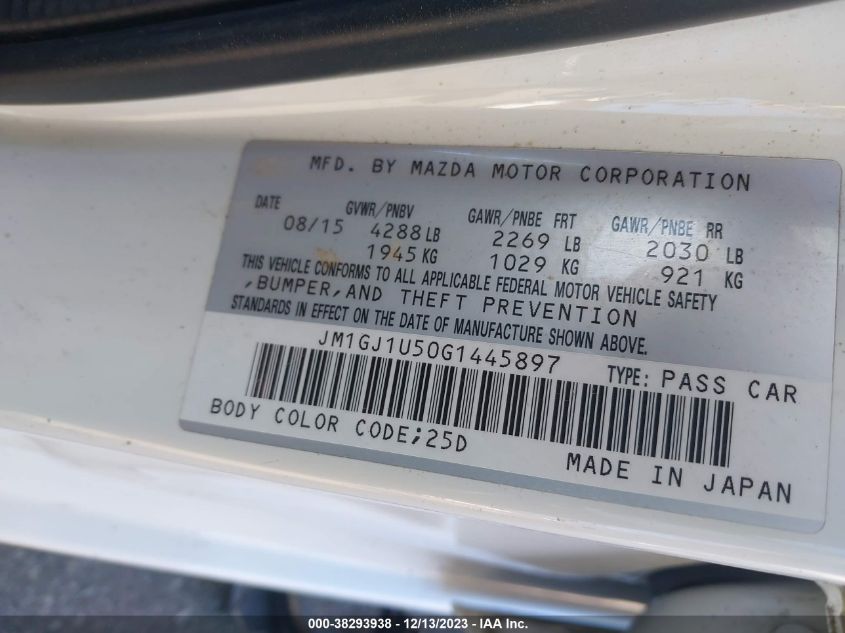 MFD. BY MAZDA MOTOR CORPORATION
DATE GVWR/PNBV GAWR/PNBE FRT GAWR/PNBE RR
08/15 4288 LB 2269 LB 2030 LB
1945 KG 1029 KG 921 KG
THIS VEHICLE CONFORMS TO ALL APPLICABLE FEDERAL MOTOR VEHICLE SAFETY
,BUMPER,AND THEFT PREVENTION
STANDARDS IN EFFECT ON THE DATE OF MANUFACTURE SHOWN ABOVE.
JM1GJ1U50G1445897 TYPE: PASS CAR
BODY COLOR CODE;25D
MADE IN JAPAN
000-38293938 - 12/13/2023 - IAA Inc.